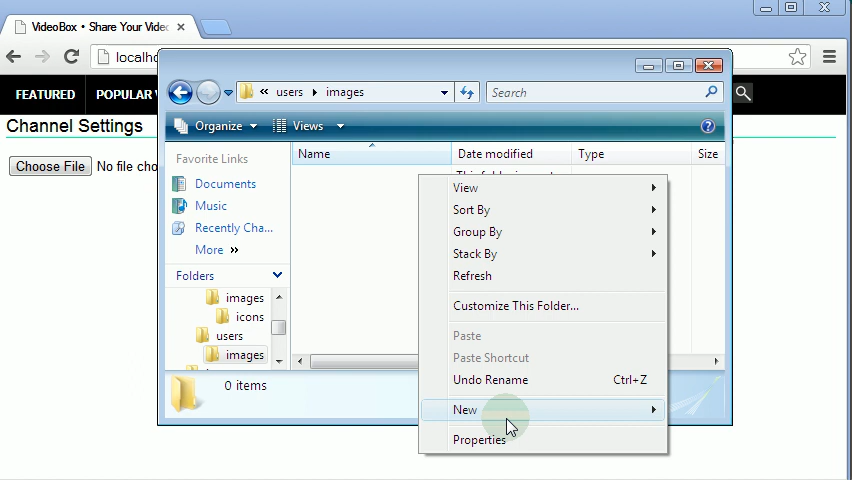 VideoBox • Share Your Videc
localho
users
images
Search
FEATURED
POPULAR
Organize
Views
Channel Settings
Favorite Links
Name
Date modified
Type
Size
Choose File
No file cho
Documents
Music
Recently Cha...
More »
Folders
images
icons
users
images
0 items
View
Sort By
Group By
Stack By
Refresh
Customize This Folder...
Paste
Paste Shortcut
Undo Rename Ctrl+Z
New
Properties